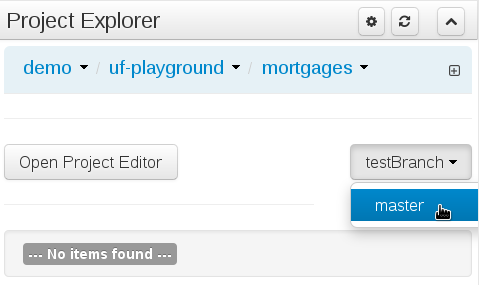 Project Explorer
demo / uf-playground / mortgages
Open Project Editor
testBranch
master
--- No items found ---